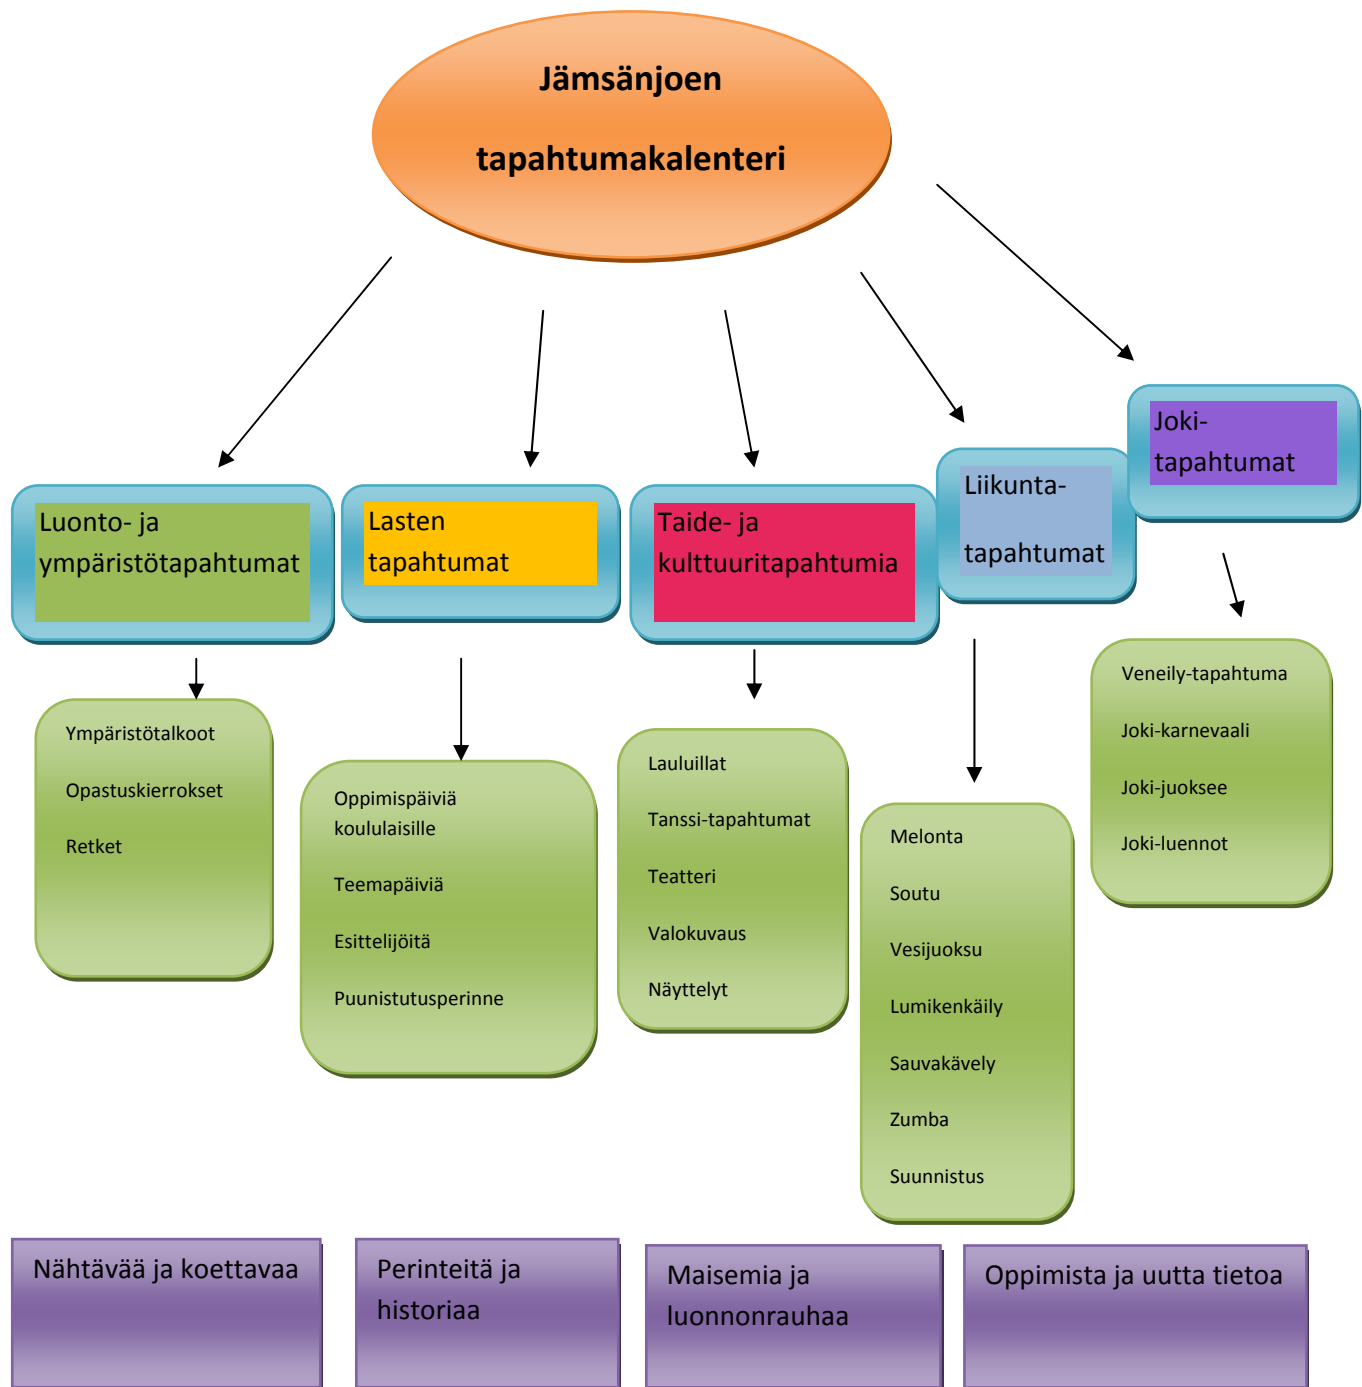 Jämsänjoen
tapahtumakalenteri
Luonto- ja
ympäristötapahtumat
Lasten
tapahtumat
Taide- ja
kulttuuritapahtumia
Liikunta-
tapahtumat
Joki-
tapahtumat
Ympäristötalkoot
Opastuskierrokset
Retket
Oppimispäiviä
koululaisille
Teemapäiviä
Esittelijöitä
Puunistutusperinne
Lauluillat
Tanssi-tapahtumat
Teatteri
Valokuvaus
Näyttelyt
Melonta
Soutu
Vesijuoksu
Lumikenkäily
Sauvakävely
Zumba
Suunnistus
Veneily-tapahtuma
Joki-karnevaali
Joki-juoksee
Joki-luennot
Nähtävää ja koettavaa
Perinteitä ja
historiaa
Maisemia ja
luonnonrauhaa
Oppimista ja uutta tietoa